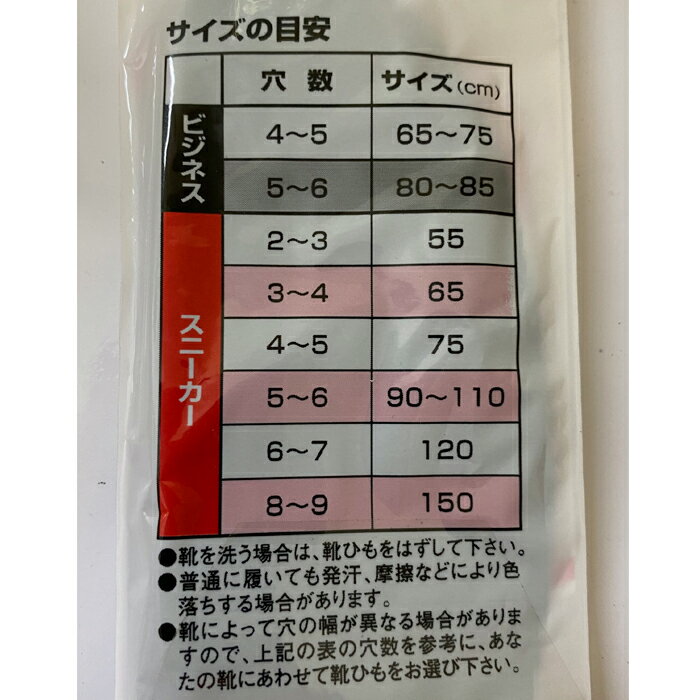 サイズの目安
穴 数 サイズ(cm)
ビジネス
4〜5 65〜75
5〜6 80〜85
スニーカー
2〜3 55
3〜4 65
4〜5 75
5〜6 90〜110
6〜7 120
8〜9 150
●靴を洗う場合は、靴ひもをはずして下さい。
●普通に履いても発汗、摩擦などにより色
落ちする場合があります。
●靴によって穴の幅が異なる場合がありま
すので、上記の表の穴数を参考に、あな
たの靴にあわせて靴ひもをお選び下さい。